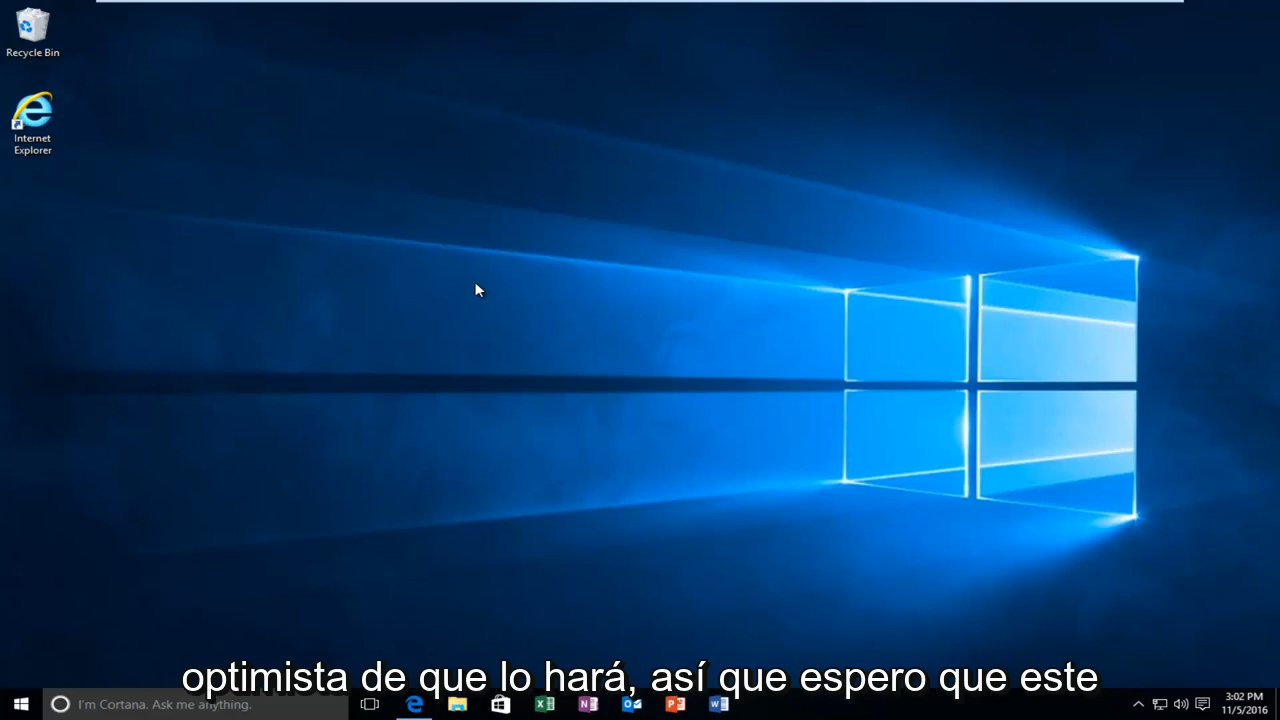 Recycle Bin
Internet
Explorer
optimista de que lo hará, así que espero que este
I'm Cortana. Ask me anything.
3:02 PM
11/5/2016